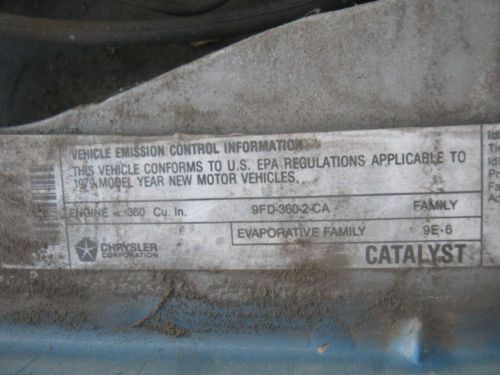 VEHICLE EMISSION CONTROL INFORMATION
THIS VEHICLE CONFORMS TO U.S. EPA REGULATIONS APPLICABLE TO
1979 MODEL YEAR NEW MOTOR VEHICLES.
ENGINE - 360 Cu. In. 9FD-360-2-CA FAMILY
EVAPORATIVE FAMILY 9E-6
CHRYSLER
CORPORATION
CATALYST